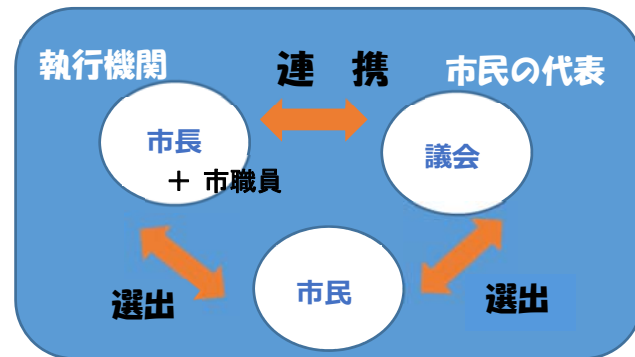 執行機関
連　携
市民の代表
市長
＋ 市職員
議会
選出
市民
選出